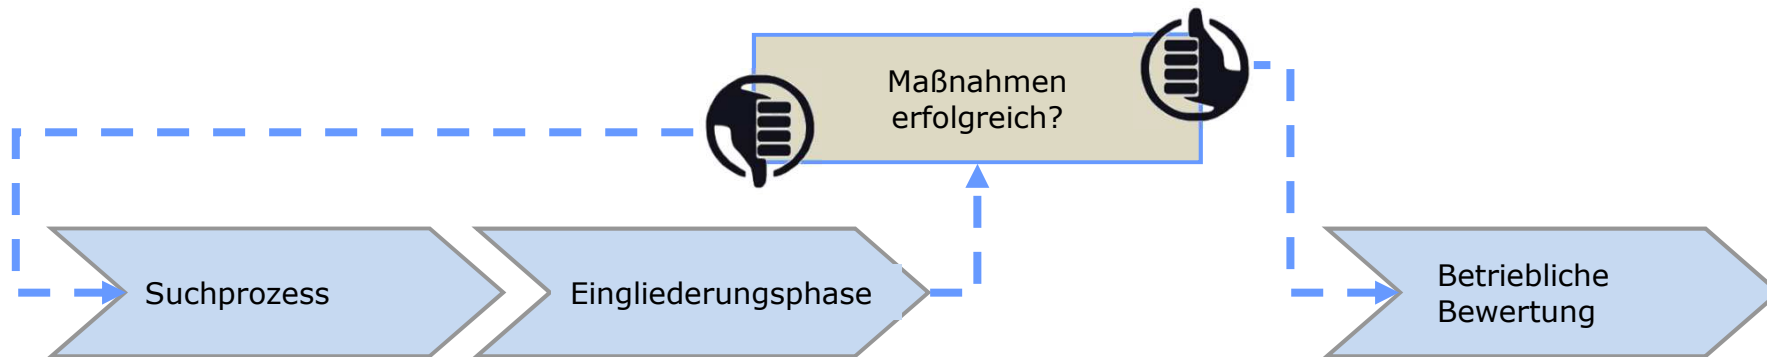 Maßnahmen
erfolgreich?
Suchprozess
Eingliederungsphase
Betriebliche
Bewertung